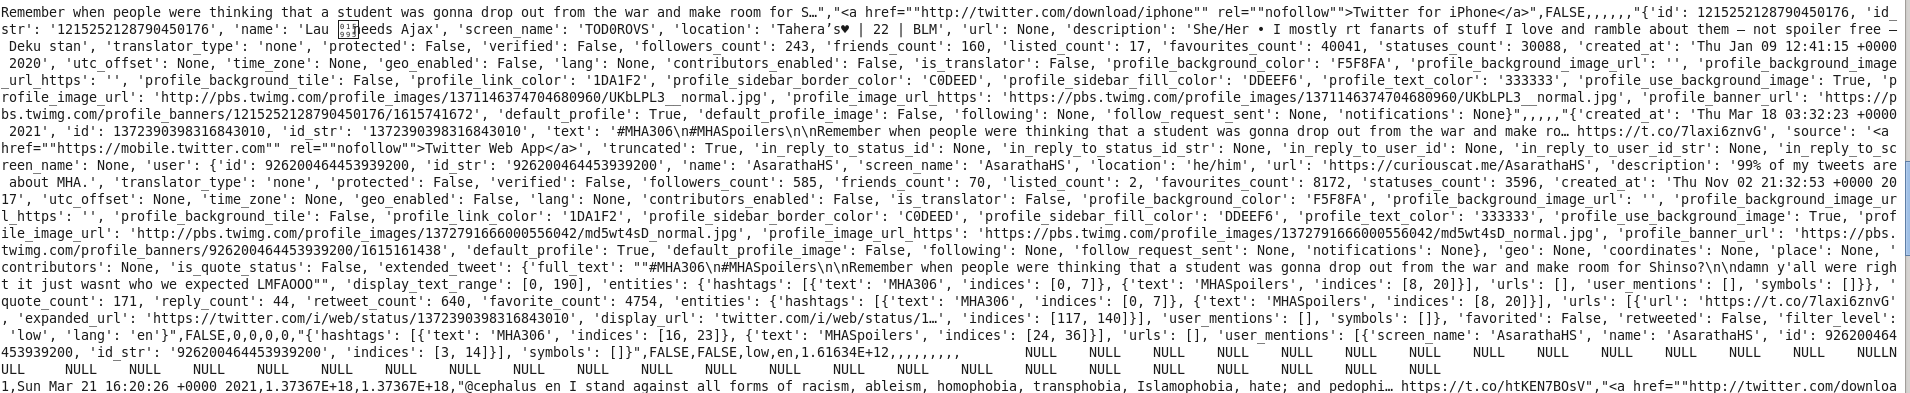 Remember when people were thinking that a student was gonna drop out from the war and make room for S…","<a href=""http://twitter.com/download/iphone"" rel=""nofollow"">Twitter for iPhone</a>",FALSE,,,,,,"{'id': 1215252128790450176, 'id_
str': '1215252128790450176', 'name': 'Lau needs Ajax', 'screen_name': 'TOD0ROVS', 'location': 'Tahera's♥ | 22 | BLM', 'url': None, 'description': 'She/Her • I mostly rt fanarts of stuff I love and ramble about them — not spoiler free —
 Deku stan', 'translator_type': 'none', 'protected': False, 'verified': False, 'followers_count': 243, 'friends_count': 160, 'listed_count': 17, 'favourites_count': 40041, 'statuses_count': 30088, 'created_at': 'Thu Jan 09 12:41:15 +0000
 2020', 'utc_offset': None, 'time_zone': None, 'geo_enabled': False, 'lang': None, 'contributors_enabled': False, 'is_translator': False, 'profile_background_color': 'F5F8FA', 'profile_background_image_url': '', 'profile_background_image
_url_https': '', 'profile_background_tile': False, 'profile_link_color': '1DA1F2', 'profile_sidebar_border_color': 'C0DEED', 'profile_sidebar_fill_color': 'DDEEF6', 'profile_text_color': '333333', 'profile_use_background_image': True, 'p
rofile_image_url': 'http://pbs.twimg.com/profile_images/1371146374704680960/UKbLPL3__normal.jpg', 'profile_image_url_https': 'https://pbs.twimg.com/profile_images/1371146374704680960/UKbLPL3__normal.jpg', 'profile_banner_url': 'https://p
bs.twimg.com/profile_banners/1215252128790450176/1615741672', 'default_profile': True, 'default_profile_image': False, 'following': None, 'follow_request_sent': None, 'notifications': None}",,,,,"{'created_at': 'Thu Mar 18 03:32:23 +0000
 2021', 'id': 1372390398316843010, 'id_str': '1372390398316843010', 'text': '#MHA306\n#MHASpoilers\n\nRemember when people were thinking that a student was gonna drop out from the war and make ro… https://t.co/7laxi6znvG', 'source': '<a
href=""https://mobile.twitter.com"" rel=""nofollow"">Twitter Web App</a>', 'truncated': True, 'in_reply_to_status_id': None, 'in_reply_to_status_id_str': None, 'in_reply_to_user_id': None, 'in_reply_to_user_id_str': None, 'in_reply_to_sc
reen_name': None, 'user': {'id': 926200464453939200, 'id_str': '926200464453939200', 'name': 'AsarathaHS', 'screen_name': 'AsarathaHS', 'location': 'he/him', 'url': 'https://curiouscat.me/AsarathaHS', 'description': '99% of my tweets are
 about MHA.', 'translator_type': 'none', 'protected': False, 'verified': False, 'followers_count': 585, 'friends_count': 70, 'listed_count': 2, 'favourites_count': 8172, 'statuses_count': 3596, 'created_at': 'Thu Nov 02 21:32:53 +0000 20
17', 'utc_offset': None, 'time_zone': None, 'geo_enabled': False, 'lang': None, 'contributors_enabled': False, 'is_translator': False, 'profile_background_color': 'F5F8FA', 'profile_background_image_url': '', 'profile_background_image_ur
l_https': '', 'profile_background_tile': False, 'profile_link_color': '1DA1F2', 'profile_sidebar_border_color': 'C0DEED', 'profile_sidebar_fill_color': 'DDEEF6', 'profile_text_color': '333333', 'profile_use_background_image': True, 'prof
ile_image_url': 'http://pbs.twimg.com/profile_images/1372791666000556042/md5wt4sD_normal.jpg', 'profile_image_url_https': 'https://pbs.twimg.com/profile_images/1372791666000556042/md5wt4sD_normal.jpg', 'profile_banner_url': 'https://pbs.
twimg.com/profile_banners/926200464453939200/1615161438', 'default_profile': True, 'default_profile_image': False, 'following': None, 'follow_request_sent': None, 'notifications': None}, 'geo': None, 'coordinates': None, 'place': None, '
contributors': None, 'is_quote_status': False, 'extended_tweet': {'full_text': ""#MHA306\n#MHASpoilers\n\nRemember when people were thinking that a student was gonna drop out from the war and make room for Shinso?\n\ndamn y'all were righ
t it just wasnt who we expected LMFAOOO"", 'display_text_range': [0, 190], 'entities': {'hashtags': [{'text': 'MHA306', 'indices': [0, 7]}, {'text': 'MHASpoilers', 'indices': [8, 20]}], 'urls': [], 'user_mentions': [], 'symbols': []}}, '
quote_count': 171, 'reply_count': 44, 'retweet_count': 640, 'favorite_count': 4754, 'entities': {'hashtags': [{'text': 'MHA306', 'indices': [0, 7]}, {'text': 'MHASpoilers', 'indices': [8, 20]}], 'urls': [{'url': 'https://t.co/7laxi6znvG'
, 'expanded_url': 'https://twitter.com/i/web/status/1372390398316843010', 'display_url': 'twitter.com/i/web/status/1…', 'indices': [117, 140]}], 'user_mentions': [], 'symbols': []}, 'favorited': False, 'retweeted': False, 'filter_level':
 'low', 'lang': 'en'}",FALSE,0,0,0,0,"{'hashtags': [{'text': 'MHA306', 'indices': [16, 23]}, {'text': 'MHASpoilers', 'indices': [24, 36]}], 'urls': [], 'user_mentions': [{'screen_name': 'AsarathaHS', 'name': 'AsarathaHS', 'id': 926200464
453939200, 'id_str': '926200464453939200', 'indices': [3, 14]}], 'symbols': []}",FALSE,FALSE,low,en,1.61634E+12,,,,,,,,, NULL NULL NULL NULL NULL NULL NULL NULL NULL NULL NULL NULL NULL NULLN
ULL NULL NULL NULL NULL NULL NULL NULL NULL NULL NULL NULL NULL NULL NULL NULL NULL NULL NULL NULL NULL NULL NULL
1,Sun Mar 21 16:20:26 +0000 2021,1.37367E+18,1.37367E+18,"@cephalus en I stand against all forms of racism, ableism, homophobia, transphobia, Islamophobia, hate; and pedophi… https://t.co/htKEN7BOsV","<a href=""http://twitter.com/downloa